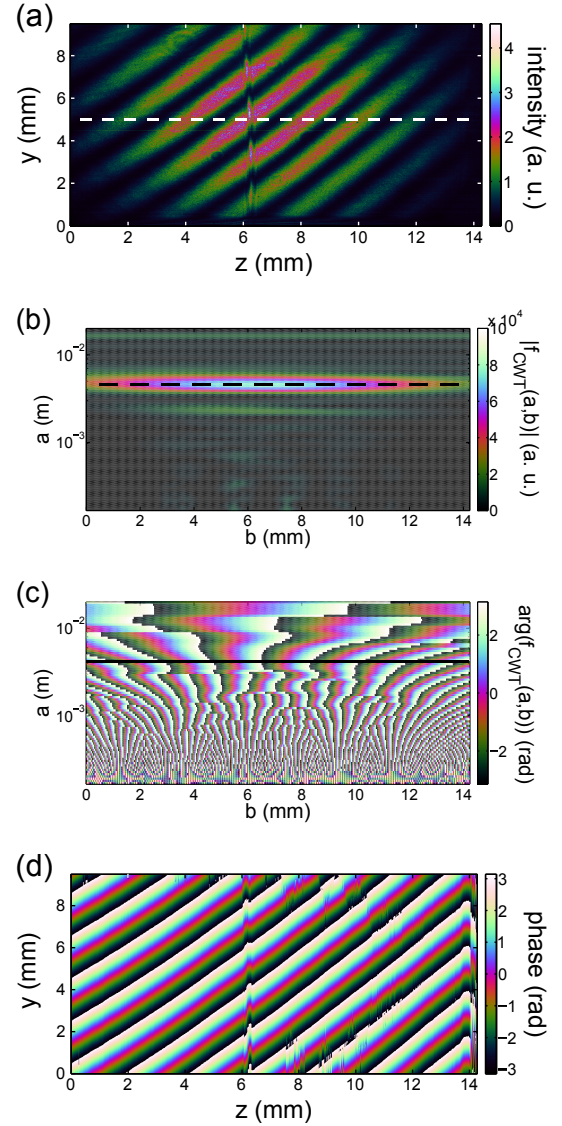 (a)
8
6
4
2
0
y (mm)
0 2 4 6 8 10 12 14
z (mm)
4
3
2
1
0
intensity (a. u.)
(b)
10⁻²
10⁻³
a (m)
0 2 4 6 8 10 12 14
b (mm)
x 10⁴
10
8
6
4
2
0
|f_CWT(a,b)| (a. u.)
(c)
10⁻²
10⁻³
a (m)
0 2 4 6 8 10 12 14
b (mm)
2
0
−2
arg(f_CWT(a,b)) (rad)
(d)
8
6
4
2
0
y (mm)
0 2 4 6 8 10 12 14
z (mm)
3
2
1
0
−1
−2
−3
phase (rad)